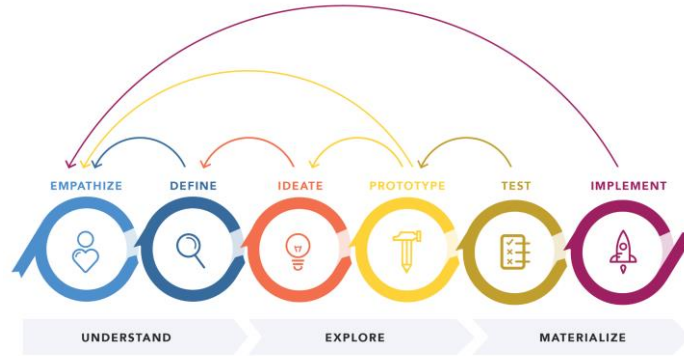 EMPATHIZE DEFINE IDEATE PROTOTYPE TEST IMPLEMENT
UNDERSTAND EXPLORE MATERIALIZE